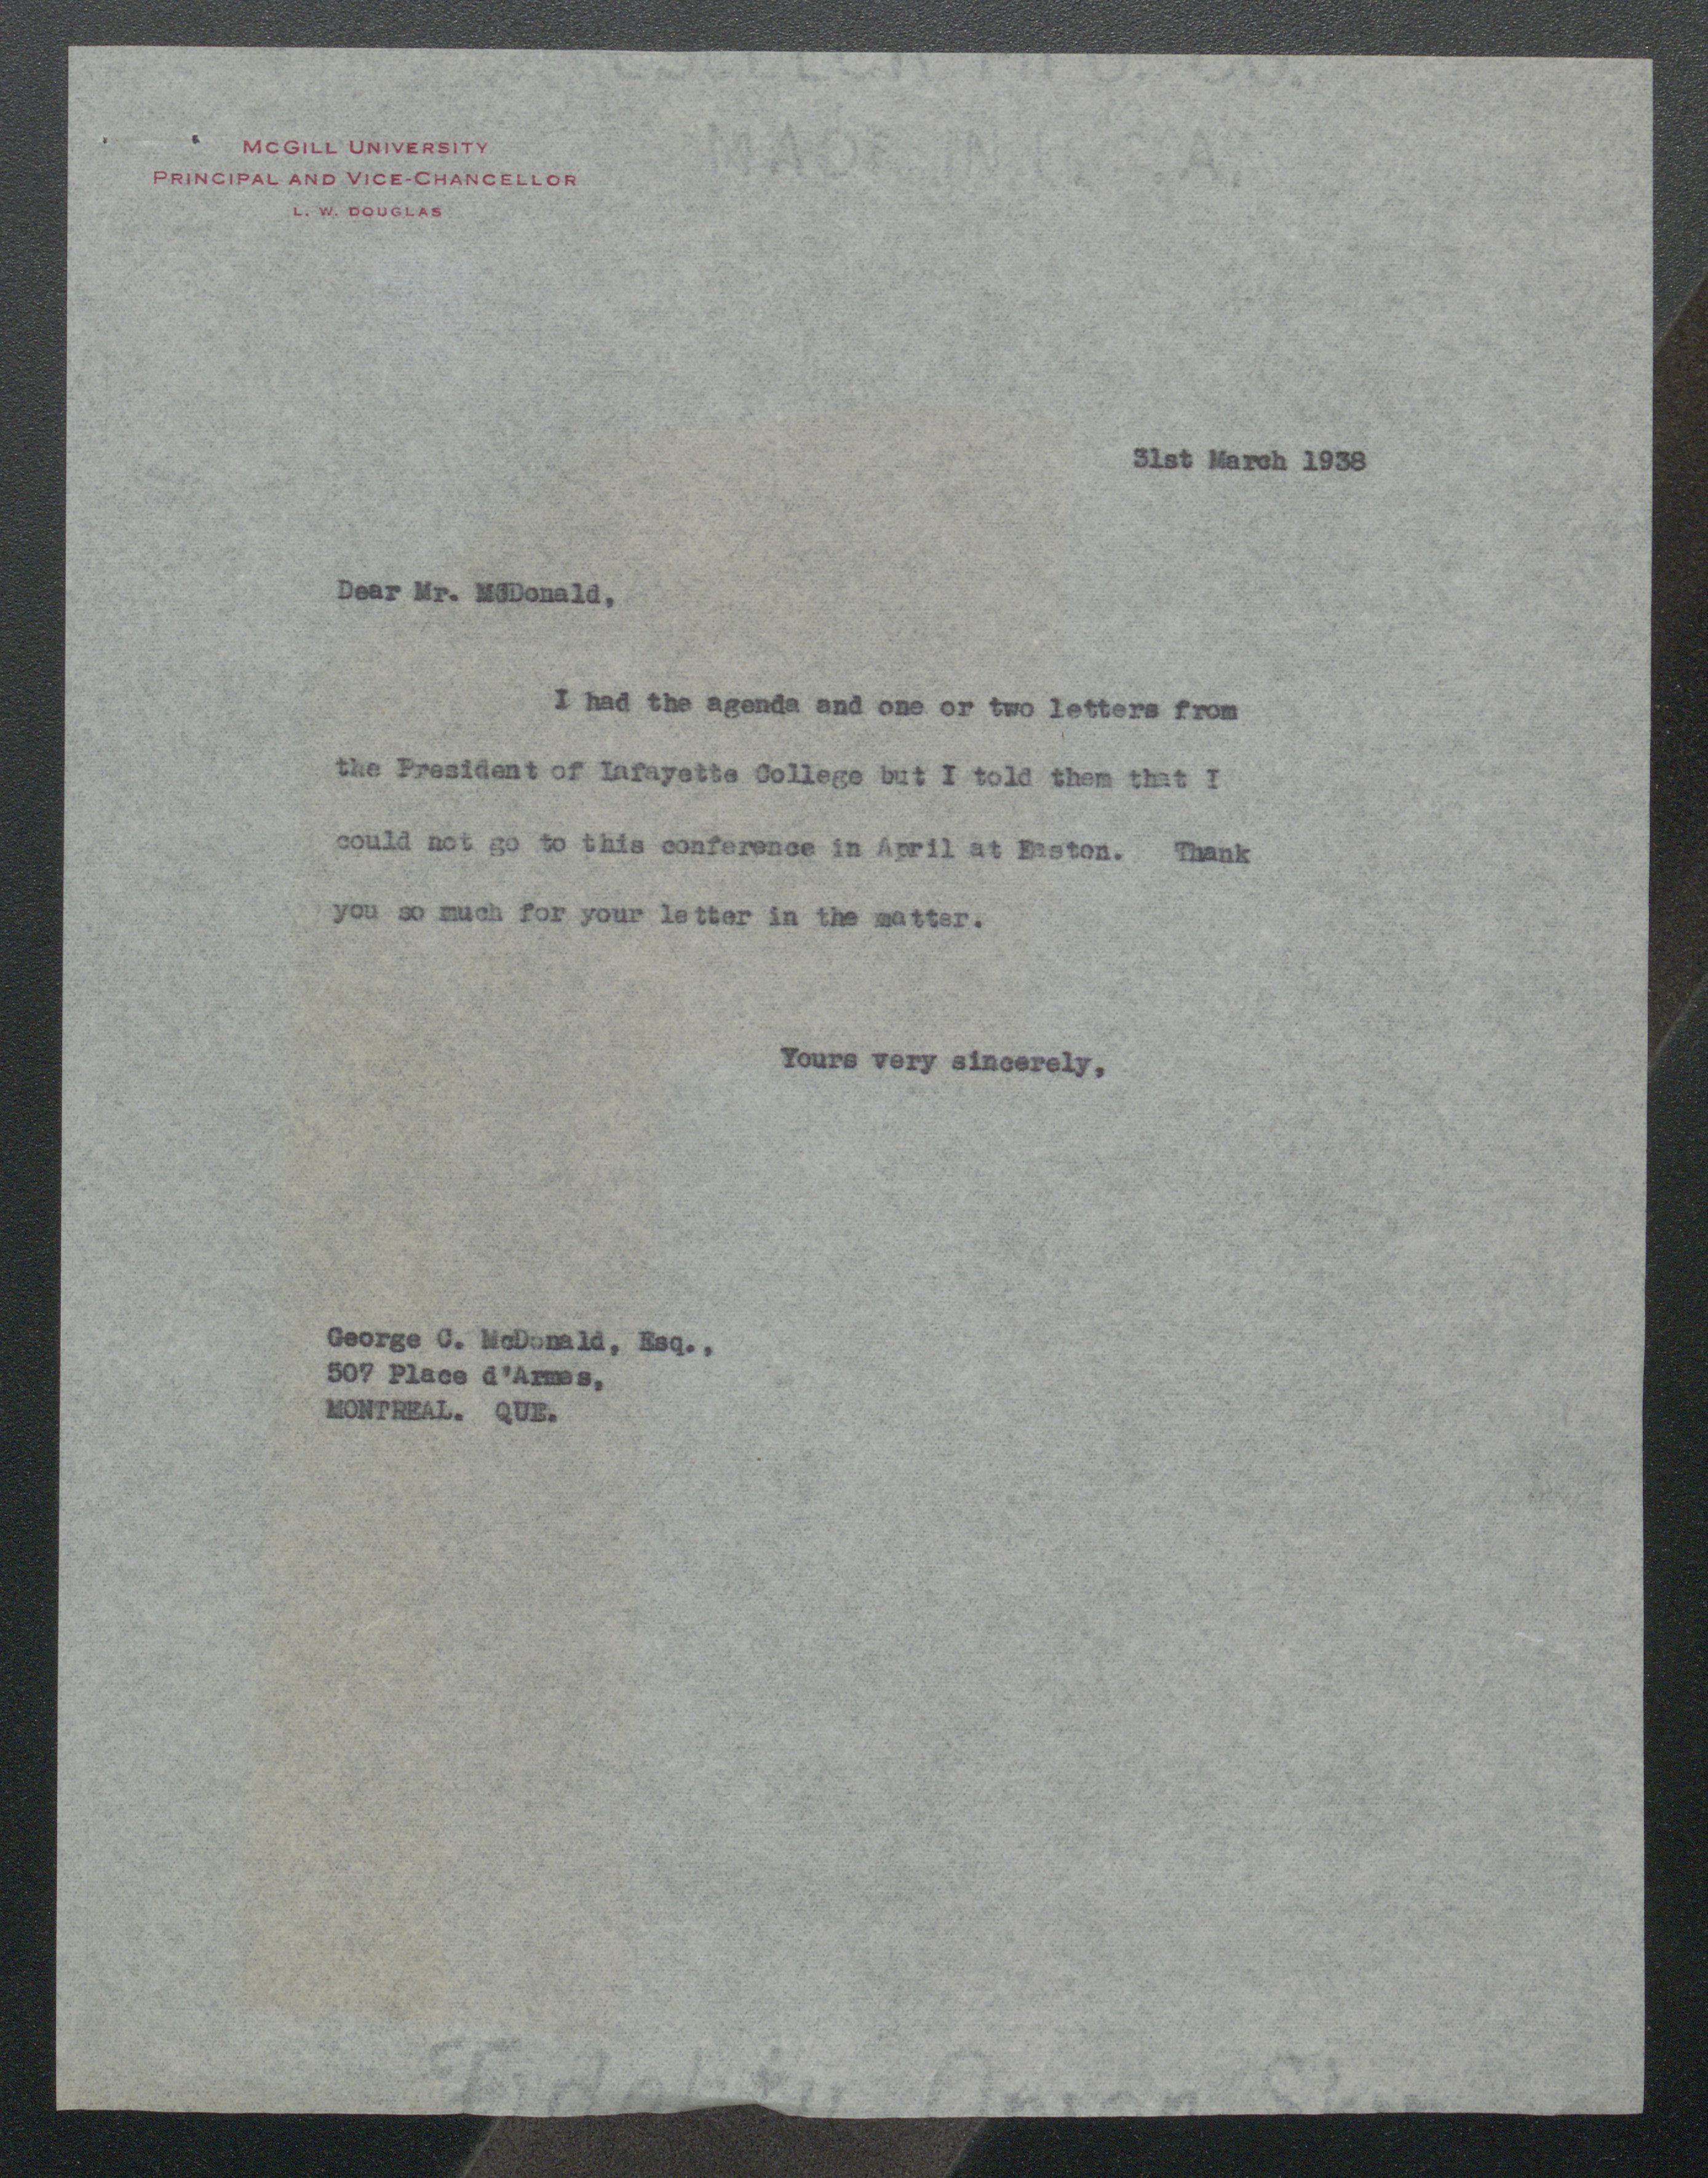 McGill University
Principal and Vice-Chancellor
L. W. Douglas
31st March 1938
Dear Mr. McDonald,
I had the agenda and one or two letters from
the President of Lafayette College but I told them that I
could not go to this conference in April at Easton. Thank
you so much for your letter in the matter.
Yours very sincerely,
George C. McDonald, Esq.,
507 Place d'Armes,
MONTREAL. QUE.
Fidelity Onion Skin